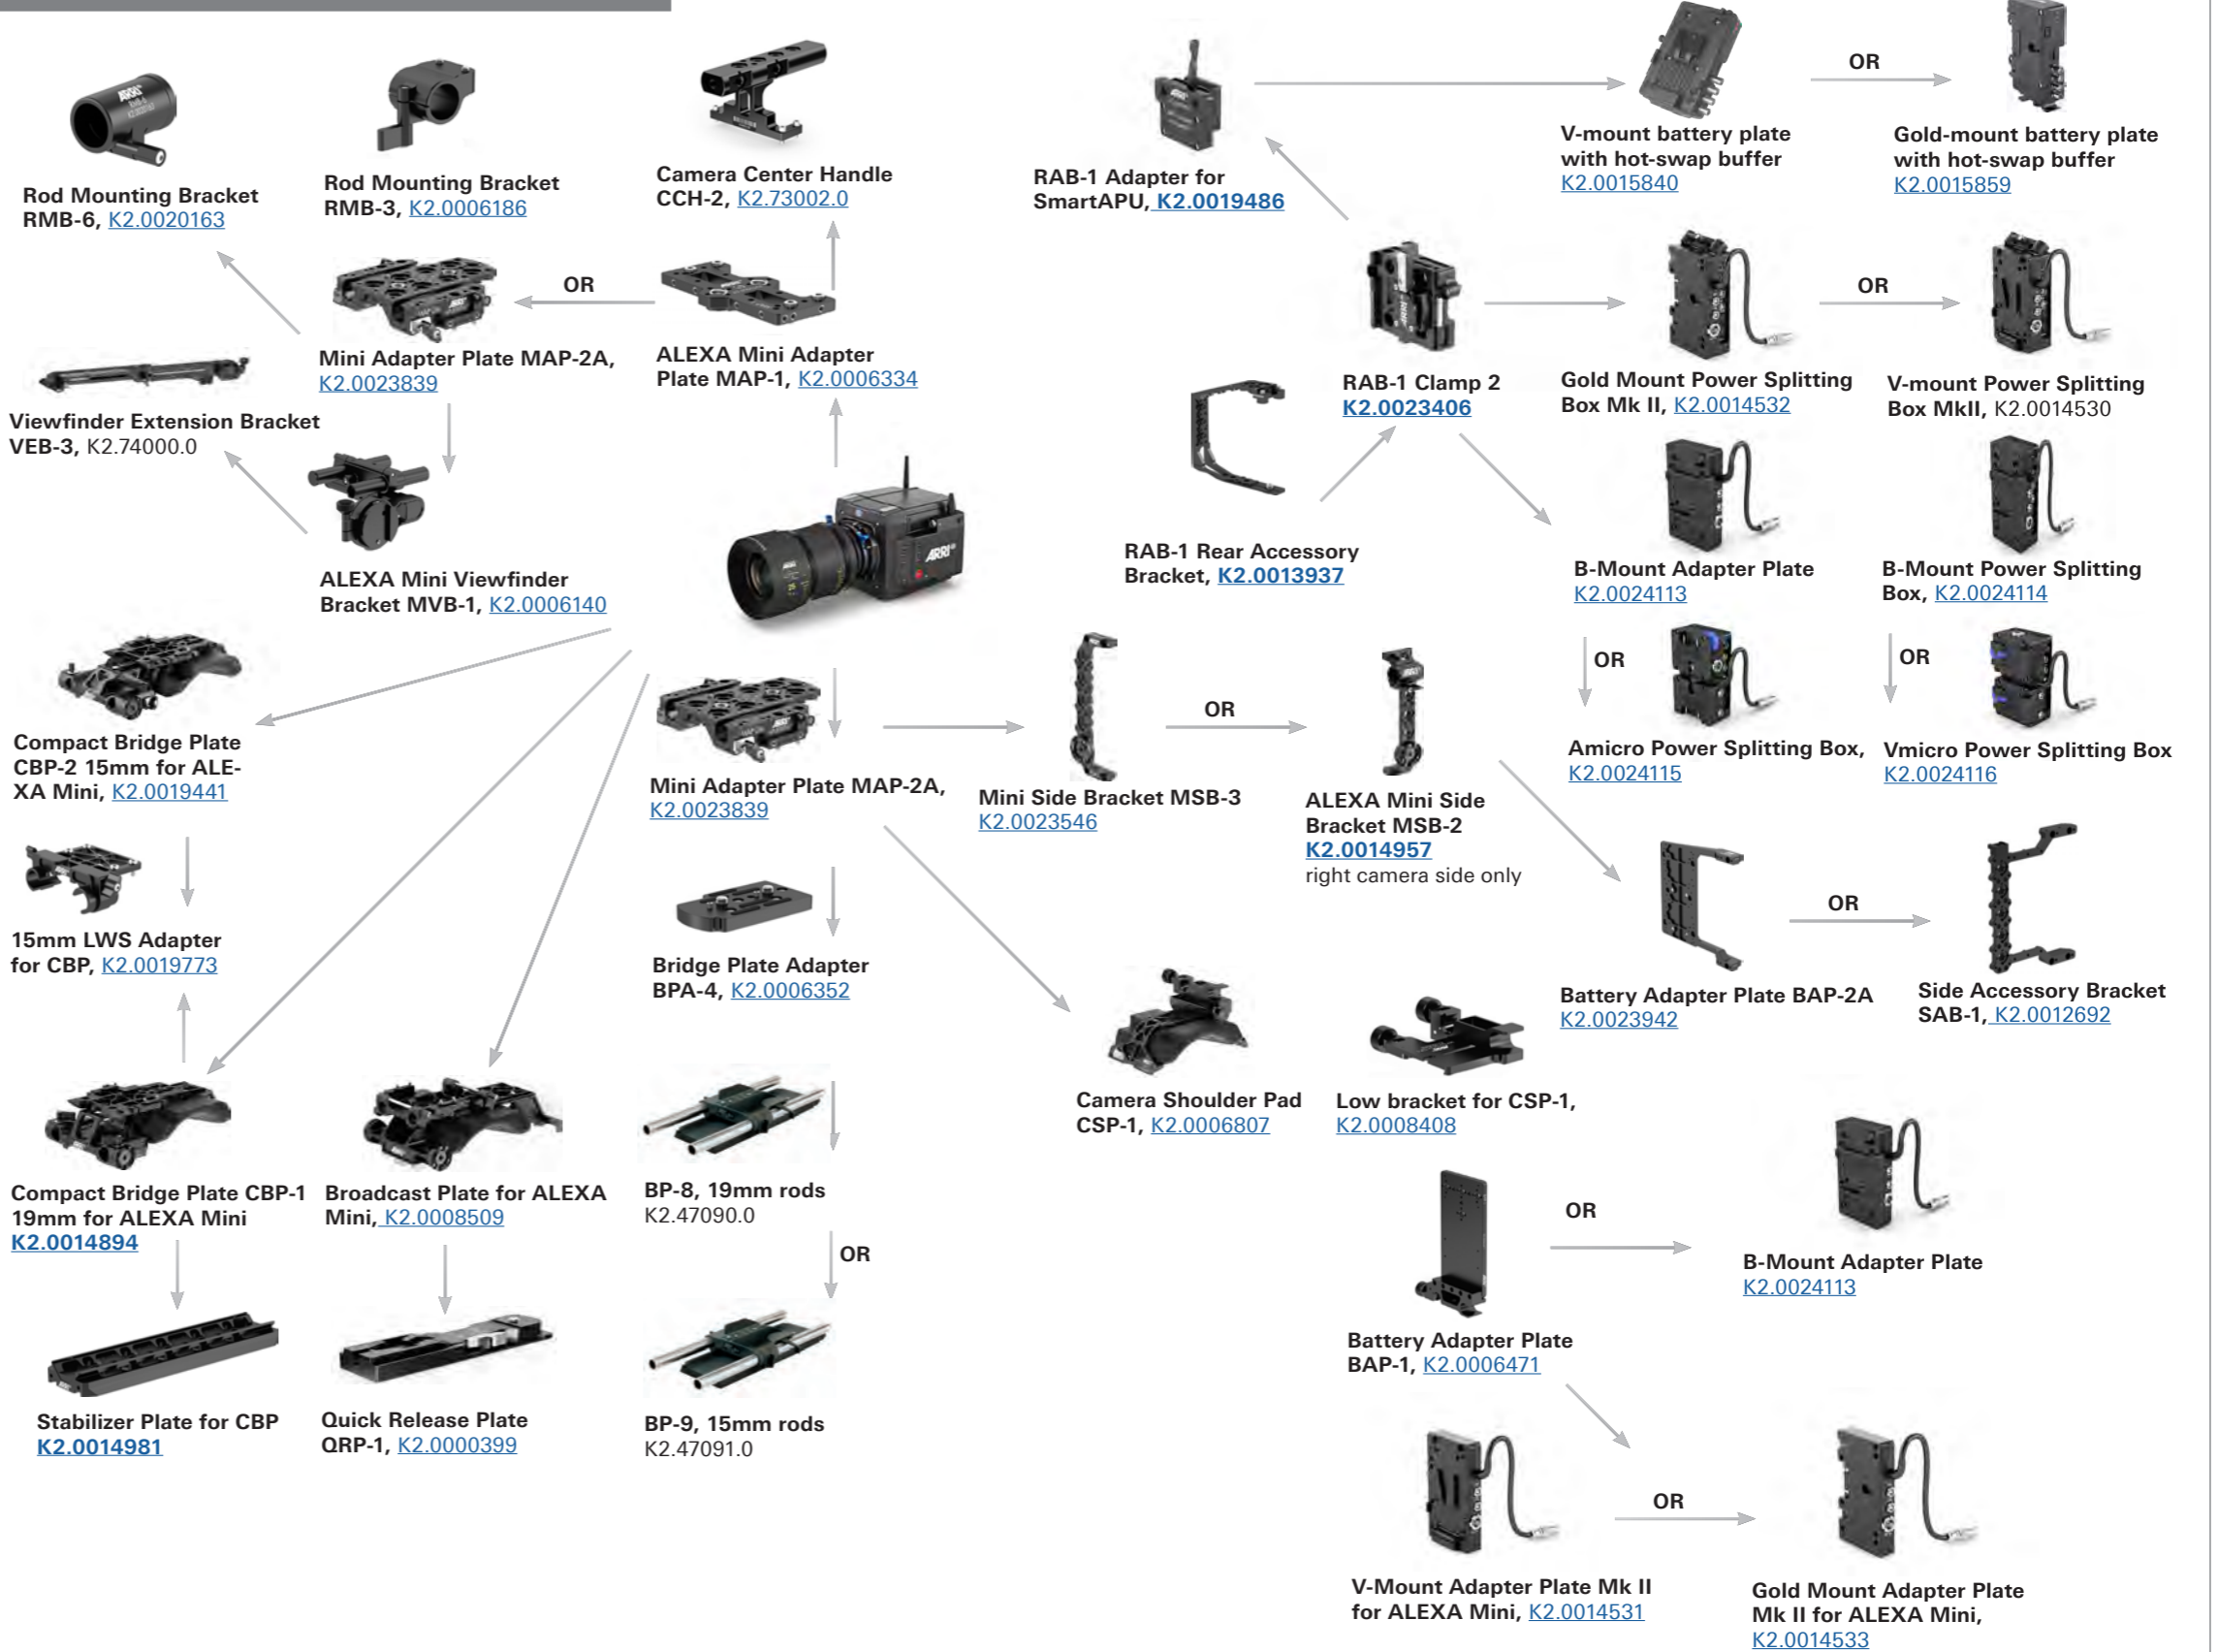 Rod Mounting Bracket
RMB-6, K2.0020163
Rod Mounting Bracket
RMB-3, K2.0006186
Camera Center Handle
CCH-2, K2.73002.0
RAB-1 Adapter for
SmartAPU, K2.0019486
V-mount battery plate
with hot-swap buffer
K2.0015840
OR
Gold-mount battery plate
with hot-swap buffer
K2.0015859
OR
Mini Adapter Plate MAP-2A,
K2.0023839
ALEXA Mini Adapter
Plate MAP-1, K2.0006334
RAB-1 Clamp 2
K2.0023406
Gold Mount Power Splitting
Box Mk II, K2.0014532
OR
V-mount Power Splitting
Box MkII, K2.0014530
Viewfinder Extension Bracket
VEB-3, K2.74000.0
ALEXA Mini Viewfinder
Bracket MVB-1, K2.0006140
ARRI
RAB-1 Rear Accessory
Bracket, K2.0013937
B-Mount Adapter Plate
K2.0024113
B-Mount Power Splitting
Box, K2.0024114
OR
OR
Amicro Power Splitting Box,
K2.0024115
Vmicro Power Splitting Box
K2.0024116
Compact Bridge Plate
CBP-2 15mm for ALE-
XA Mini, K2.0019441
Mini Adapter Plate MAP-2A,
K2.0023839
Mini Side Bracket MSB-3
K2.0023546
OR
ALEXA Mini Side
Bracket MSB-2
K2.0014957
right camera side only
15mm LWS Adapter
for CBP, K2.0019773
Bridge Plate Adapter
BPA-4, K2.0006352
Battery Adapter Plate BAP-2A
K2.0023942
OR
Side Accessory Bracket
SAB-1, K2.0012692
Camera Shoulder Pad
CSP-1, K2.0006807
Low bracket for CSP-1,
K2.0008408
Compact Bridge Plate CBP-1
19mm for ALEXA Mini
K2.0014894
Broadcast Plate for ALEXA
Mini, K2.0008509
BP-8, 19mm rods
K2.47090.0
OR
OR
B-Mount Adapter Plate
K2.0024113
Battery Adapter Plate
BAP-1, K2.0006471
Stabilizer Plate for CBP
K2.0014981
Quick Release Plate
QRP-1, K2.0000399
BP-9, 15mm rods
K2.47091.0
OR
V-Mount Adapter Plate Mk II
for ALEXA Mini, K2.0014531
Gold Mount Adapter Plate
Mk II for ALEXA Mini,
K2.0014533